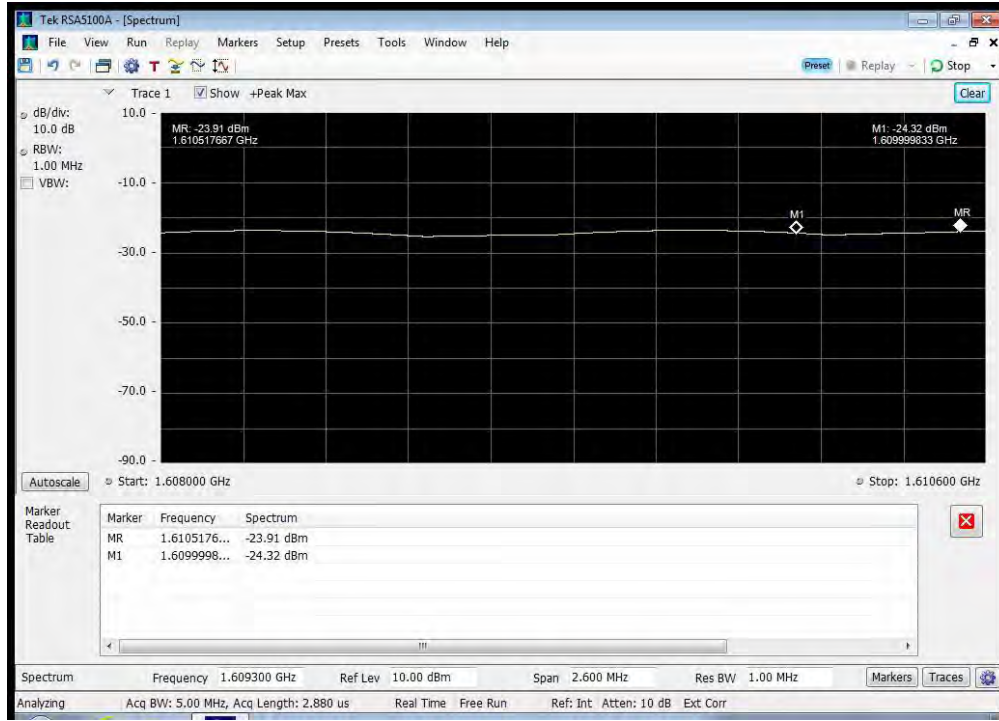 Tek RSA5100A - [Spectrum]
File View Run Replay Markers Setup Presets Tools Window Help
Preset Replay Stop
Trace 1 Show +Peak Max Clear
dB/div:
10.0 dB
RBW:
1.00 MHz
VBW:
10.0
-10.0
-30.0
-50.0
-70.0
-90.0
MR: -23.91 dBm
1.610517667 GHz
M1: -24.32 dBm
1.609999833 GHz
M1
MR
Autoscale Start: 1.608000 GHz Stop: 1.610600 GHz
Marker
Readout
Table
Marker Frequency Spectrum
MR 1.6105176... -23.91 dBm
M1 1.6099998... -24.32 dBm
Spectrum Frequency 1.609300 GHz Ref Lev 10.00 dBm Span 2.600 MHz Res BW 1.00 MHz Markers Traces
Analyzing Acq BW: 5.00 MHz, Acq Length: 2.880 us Real Time Free Run Ref: Int Atten: 10 dB Ext Corr